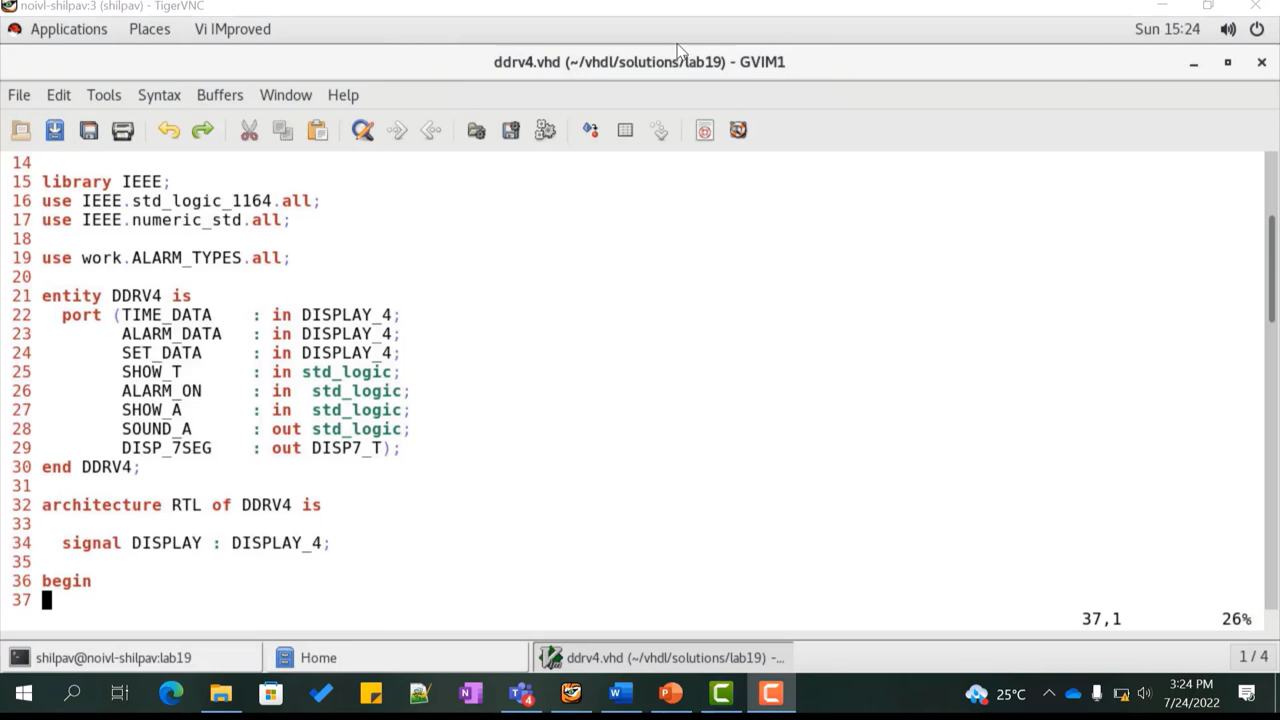 noivl-shilpav:3 (shilpav) - TigerVNC
Applications Places Vi IMproved Sun 15:24
ddrv4.vhd (~/vhdl/solutions/lab19) - GVIM1
File Edit Tools Syntax Buffers Window Help
14
15 library IEEE;
16 use IEEE.std_logic_1164.all;
17 use IEEE.numeric_std.all;
18
19 use work.ALARM_TYPES.all;
20
21 entity DDRV4 is
22   port (TIME_DATA    : in DISPLAY_4;
23         ALARM_DATA   : in DISPLAY_4;
24         SET_DATA     : in DISPLAY_4;
25         SHOW_T       : in std_logic;
26         ALARM_ON     : in  std_logic;
27         SHOW_A       : in  std_logic;
28         SOUND_A      : out std_logic;
29         DISP_7SEG    : out DISP7_T);
30 end DDRV4;
31
32 architecture RTL of DDRV4 is
33
34   signal DISPLAY : DISPLAY_4;
35
36 begin
37
37,1 26%
shilpav@noivl-shilpav:lab19 Home ddrv4.vhd (~/vhdl/solutions/lab19) -... 1 / 4
4 25°C 3:24 PM
7/24/2022